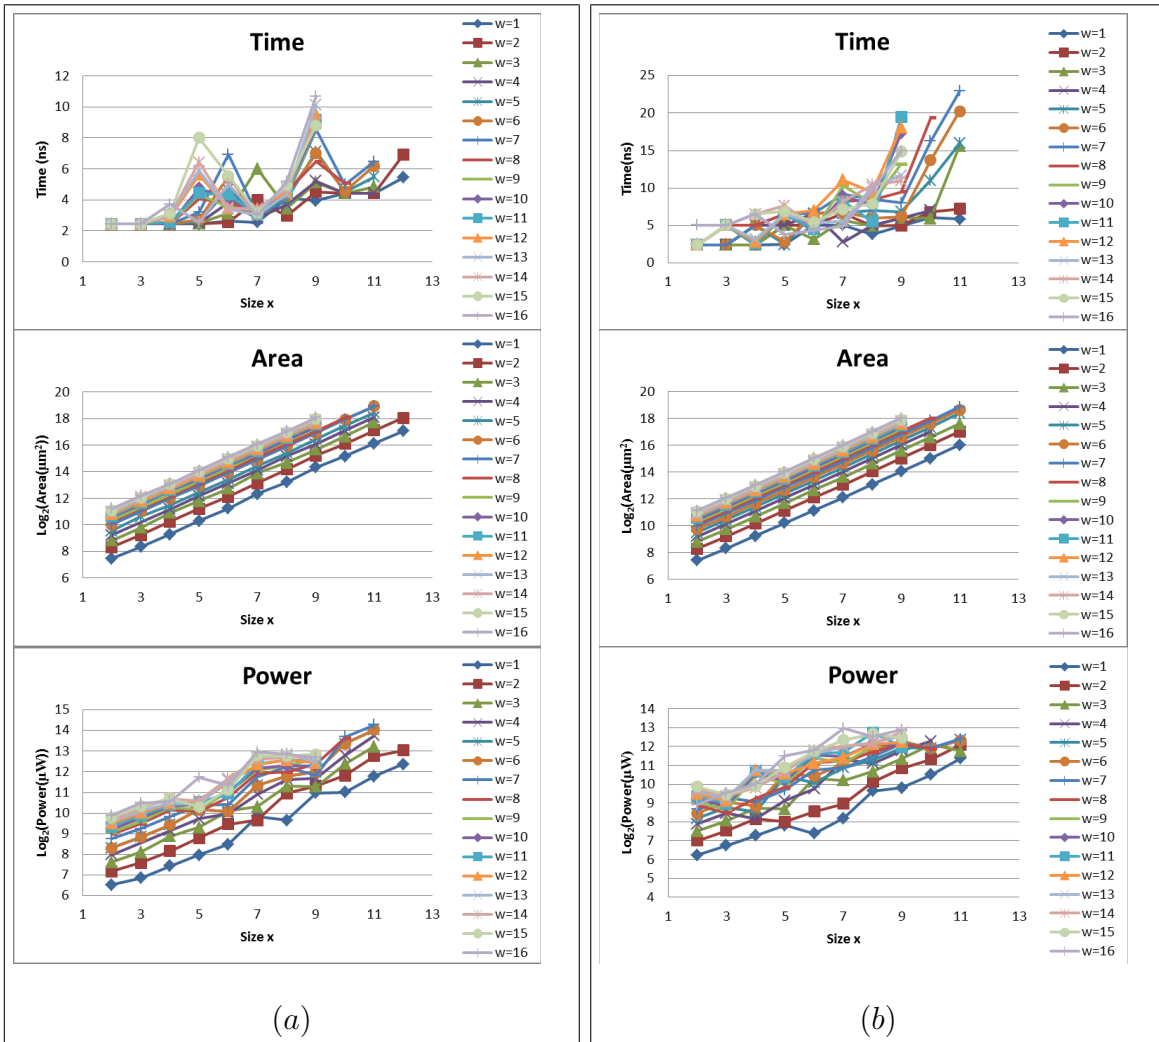 Time
Time (ns)
12
10
8
6
4
2
0
1 3 5 7 9 11 13
Size x
w=1
w=2
w=3
w=4
w=5
w=6
w=7
w=8
w=9
w=10
w=11
w=12
w=13
w=14
w=15
w=16
Area
Log2(Area(μm²))
20
18
16
14
12
10
8
6
1 3 5 7 9 11 13
Size x
w=1
w=2
w=3
w=4
w=5
w=6
w=7
w=8
w=9
w=10
w=11
w=12
w=13
w=14
w=15
w=16
Power
Log2(Power(μW))
15
14
13
12
11
10
9
8
7
6
1 3 5 7 9 11 13
Size x
w=1
w=2
w=3
w=4
w=5
w=6
w=7
w=8
w=9
w=10
w=11
w=12
w=13
w=14
w=15
w=16
(a)
Time
Time(ns)
25
20
15
10
5
0
1 3 5 7 9 11 13
Size x
w=1
w=2
w=3
w=4
w=5
w=6
w=7
w=8
w=9
w=10
w=11
w=12
w=13
w=14
w=15
w=16
Area
Log2(Area(μm²)
20
18
16
14
12
10
8
6
1 3 5 7 9 11 13
Size x
w=1
w=2
w=3
w=4
w=5
w=6
w=7
w=8
w=9
w=10
w=11
w=12
w=13
w=14
w=15
w=16
Power
Log2(Power(μW)
14
13
12
11
10
9
8
7
6
5
4
1 3 5 7 9 11 13
Size x
w=1
w=2
w=3
w=4
w=5
w=6
w=7
w=8
w=9
w=10
w=11
w=12
w=13
w=14
w=15
w=16
(b)